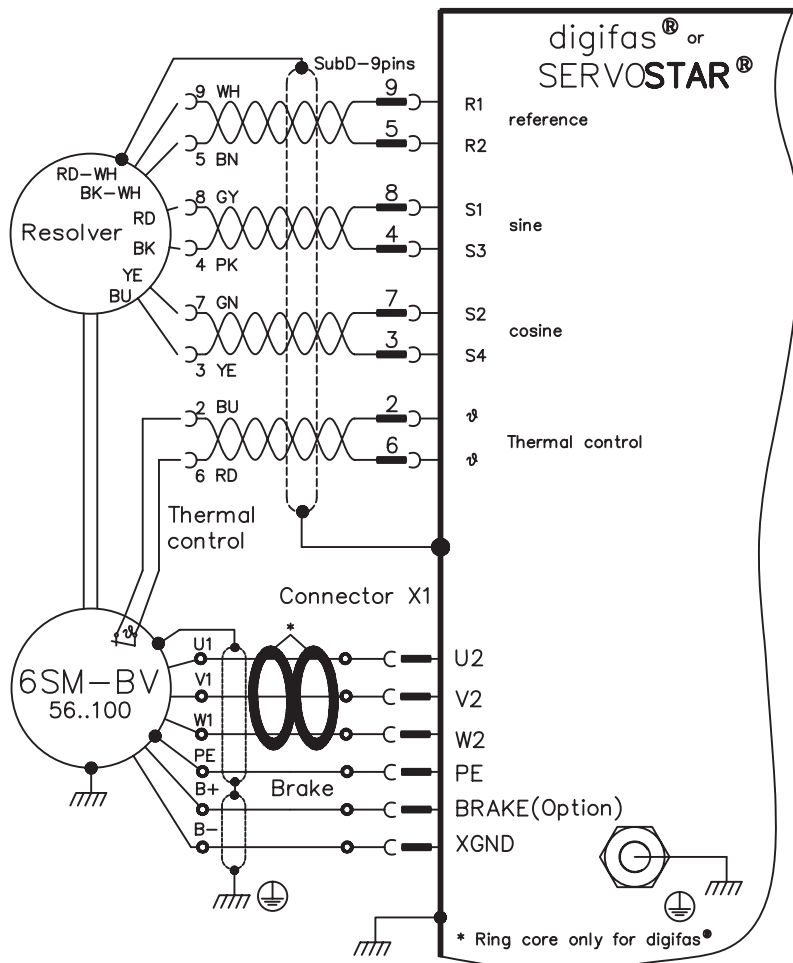 digifas® or
SERVOSTAR®
SubD-9pins
9 WH
9
R1
reference
5 BN
5
R2
RD-WH
BK-WH
8 GY
8
S1
sine
RD
Resolver
BK
4 PK
4
S3
YE
BU
7 GN
7
S2
cosine
3 YE
3
S4
2 BU
2
ϑ
Thermal control
6 RD
6
ϑ
Thermal
control
Connector X1
*
ϑ
U1
U2
6SM-BV
56..100
V1
V2
W1
W2
PE
PE
B+
Brake
BRAKE(Option)
B-
XGND
* Ring core only for digifas®